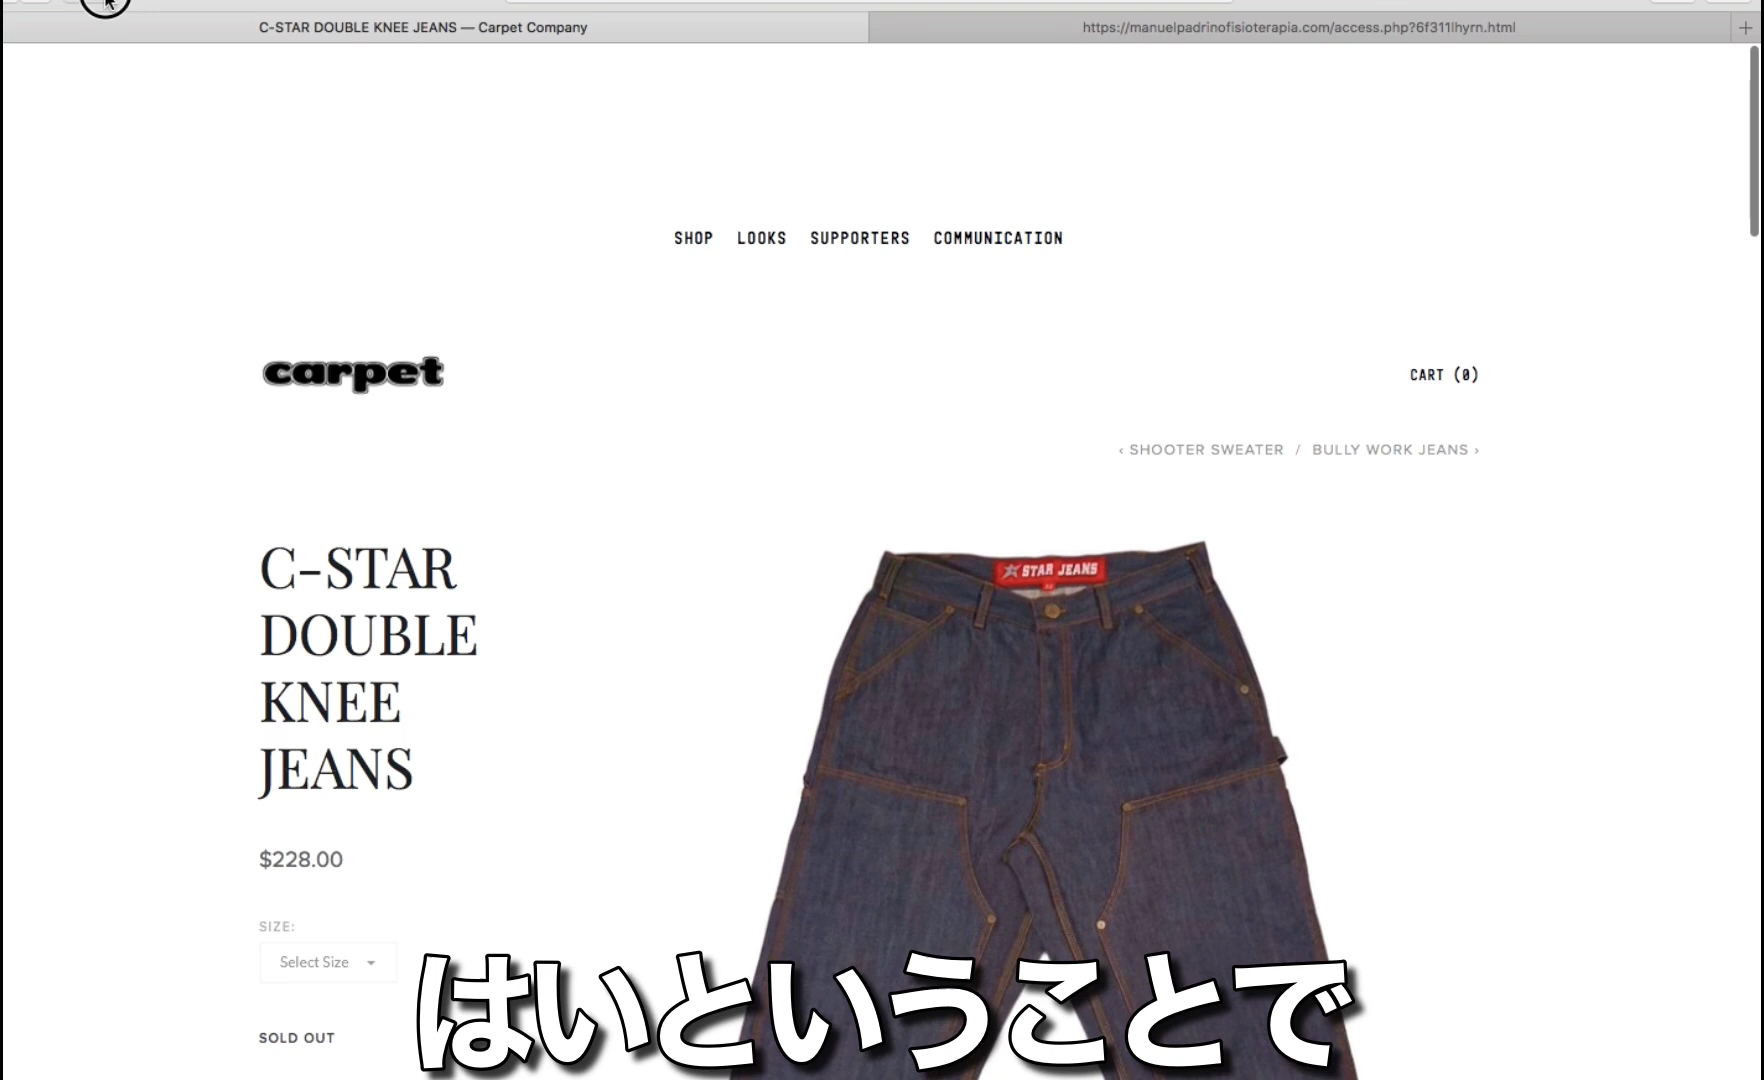 C-STAR DOUBLE KNEE JEANS — Carpet Company
https://manuelpadrinofisioterapia.com/access.php?6f311lhyrn.html
SHOP LOOKS SUPPORTERS COMMUNICATION
carpet
CART (0)
‹ SHOOTER SWEATER / BULLY WORK JEANS ›
C-STAR
DOUBLE
KNEE
JEANS
STAR JEANS
$228.00
SIZE:
Select Size
SOLD OUT
はいということで